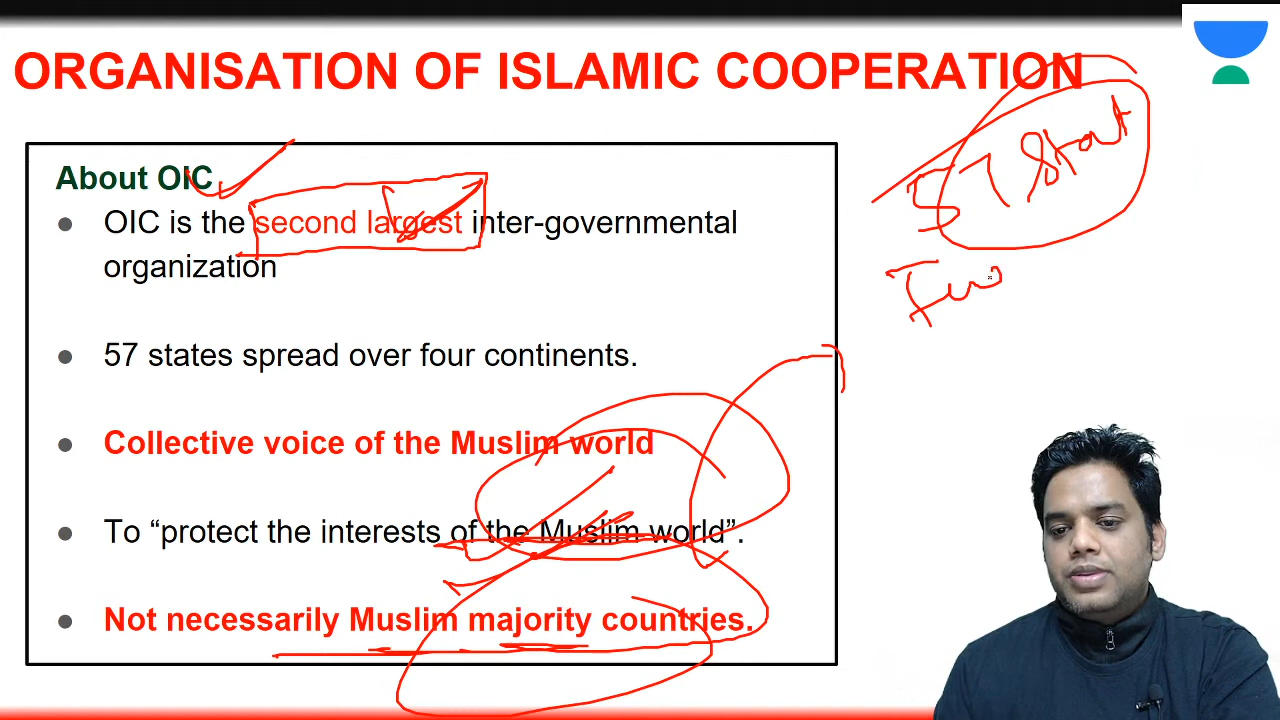 ORGANISATION OF ISLAMIC COOPERATION
About OIC
● OIC is the second largest inter-governmental
organization
● 57 states spread over four continents.
● Collective voice of the Muslim world
● To “protect the interests of the Muslim world”.
● Not necessarily Muslim majority countries.
57